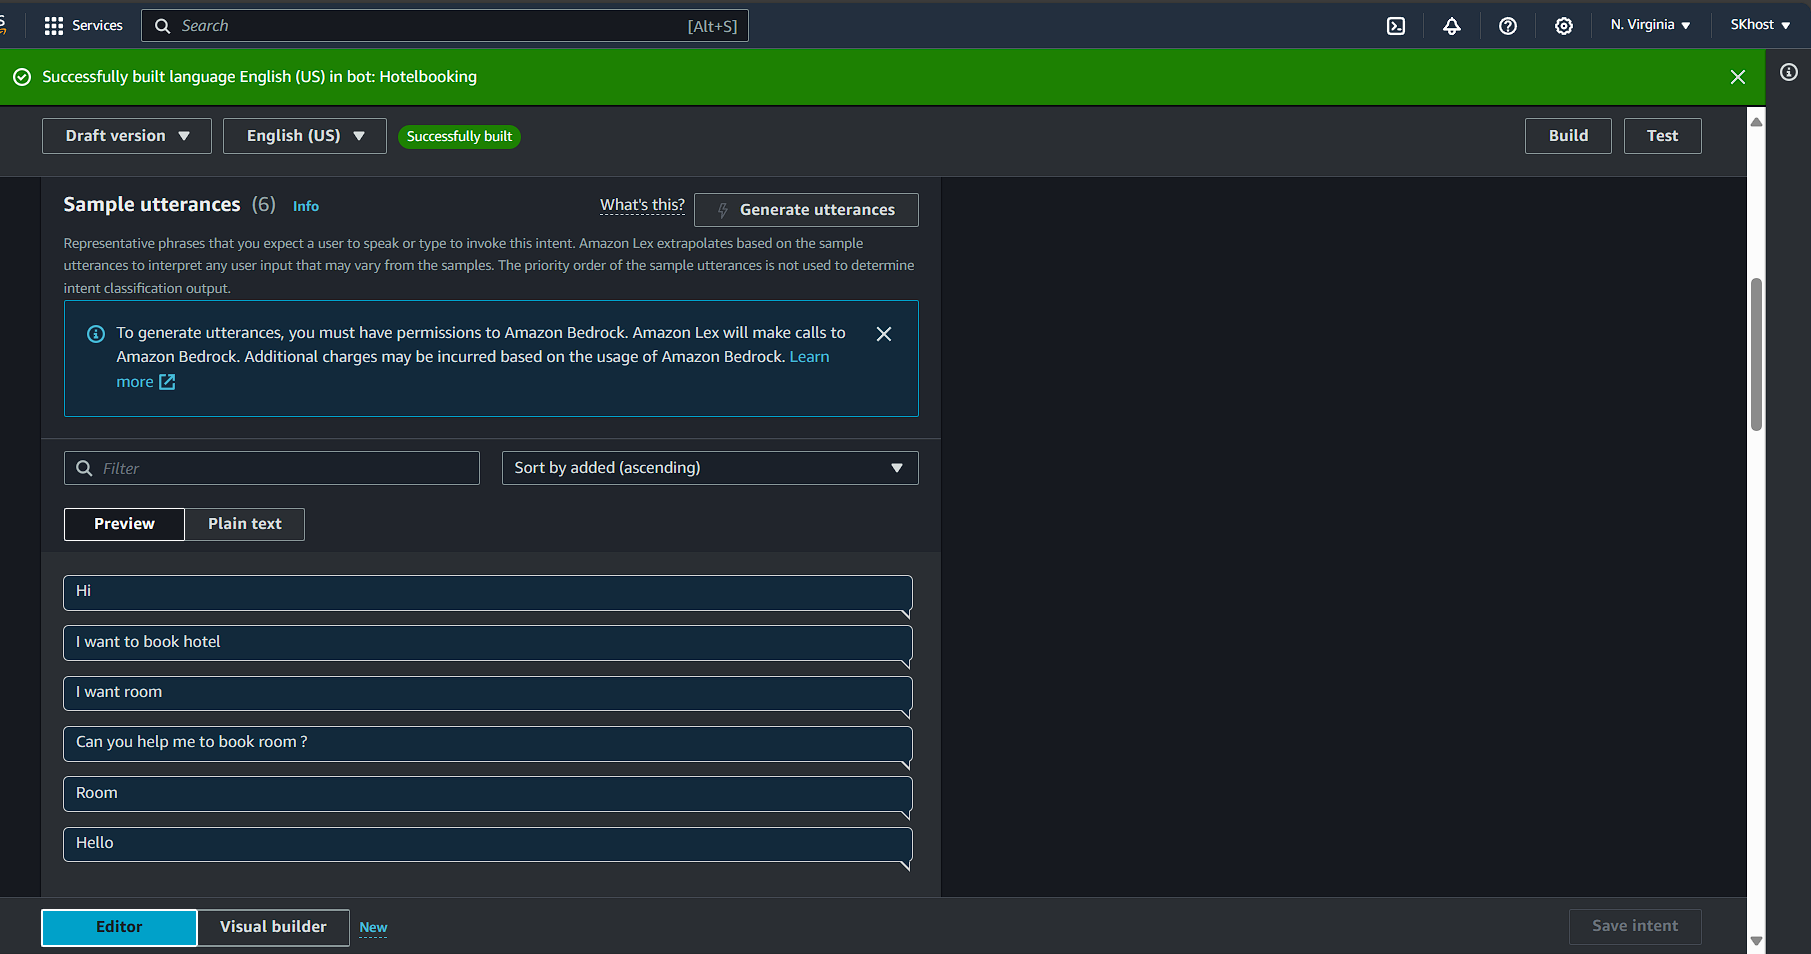 Services
Search [Alt+S]
N. Virginia
SKhost
Successfully built language English (US) in bot: Hotelbooking
Draft version
English (US)
Successfully built
Build
Test
Sample utterances (6) Info
What's this?
Generate utterances
Representative phrases that you expect a user to speak or type to invoke this intent. Amazon Lex extrapolates based on the sample
utterances to interpret any user input that may vary from the samples. The priority order of the sample utterances is not used to determine
intent classification output.
To generate utterances, you must have permissions to Amazon Bedrock. Amazon Lex will make calls to
Amazon Bedrock. Additional charges may be incurred based on the usage of Amazon Bedrock. Learn
more
Filter
Sort by added (ascending)
Preview
Plain text
Hi
I want to book hotel
I want room
Can you help me to book room ?
Room
Hello
Editor
Visual builder
New
Save intent